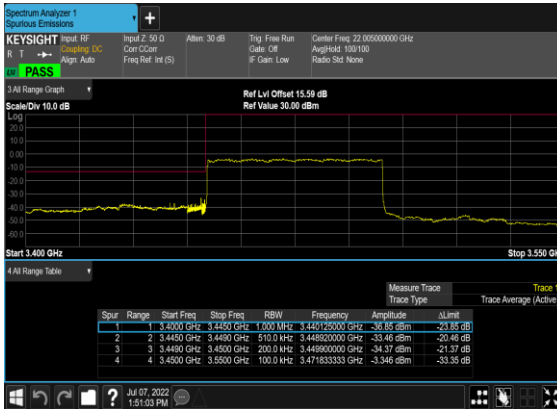 Spectrum Analyzer 1
Spurious Emissions
+
KEYSIGHT Input: RF Input Z: 50 Ω Atten: 30 dB Trig: Free Run Center Freq: 22.005000000 GHz
R T Coupling: DC Corr CCorr Gate: Off Avg|Hold: 100/100
Align: Auto Freq Ref: Int (S) IF Gain: Low Radio Std: None
LXI PASS
3 All Range Graph
Ref Lvl Offset 15.59 dB
Scale/Div 10.0 dB Ref Value 30.00 dBm
Log
20.0
10.0
0.00
-10.0
-20.0
-30.0
-40.0
-50.0
-60.0
Start 3.400 GHz Stop 3.550 GH
4 All Range Table
Measure Trace Trace 1
Trace Type Trace Average (Active
Spur Range Start Freq Stop Freq RBW Frequency Amplitude ΔLimit
1 1 3.4000 GHz 3.4450 GHz 1.000 MHz 3.440125000 GHz -36.85 dBm -23.85 dB
2 2 3.4450 GHz 3.4490 GHz 510.0 kHz 3.448920000 GHz -33.46 dBm -20.46 dB
3 3 3.4490 GHz 3.4500 GHz 200.0 kHz 3.449900000 GHz -34.37 dBm -21.37 dB
4 4 3.4500 GHz 3.5500 GHz 100.0 kHz 3.471833333 GHz -3.346 dBm -33.35 dB
? Jul 07, 2022
1:51:03 PM